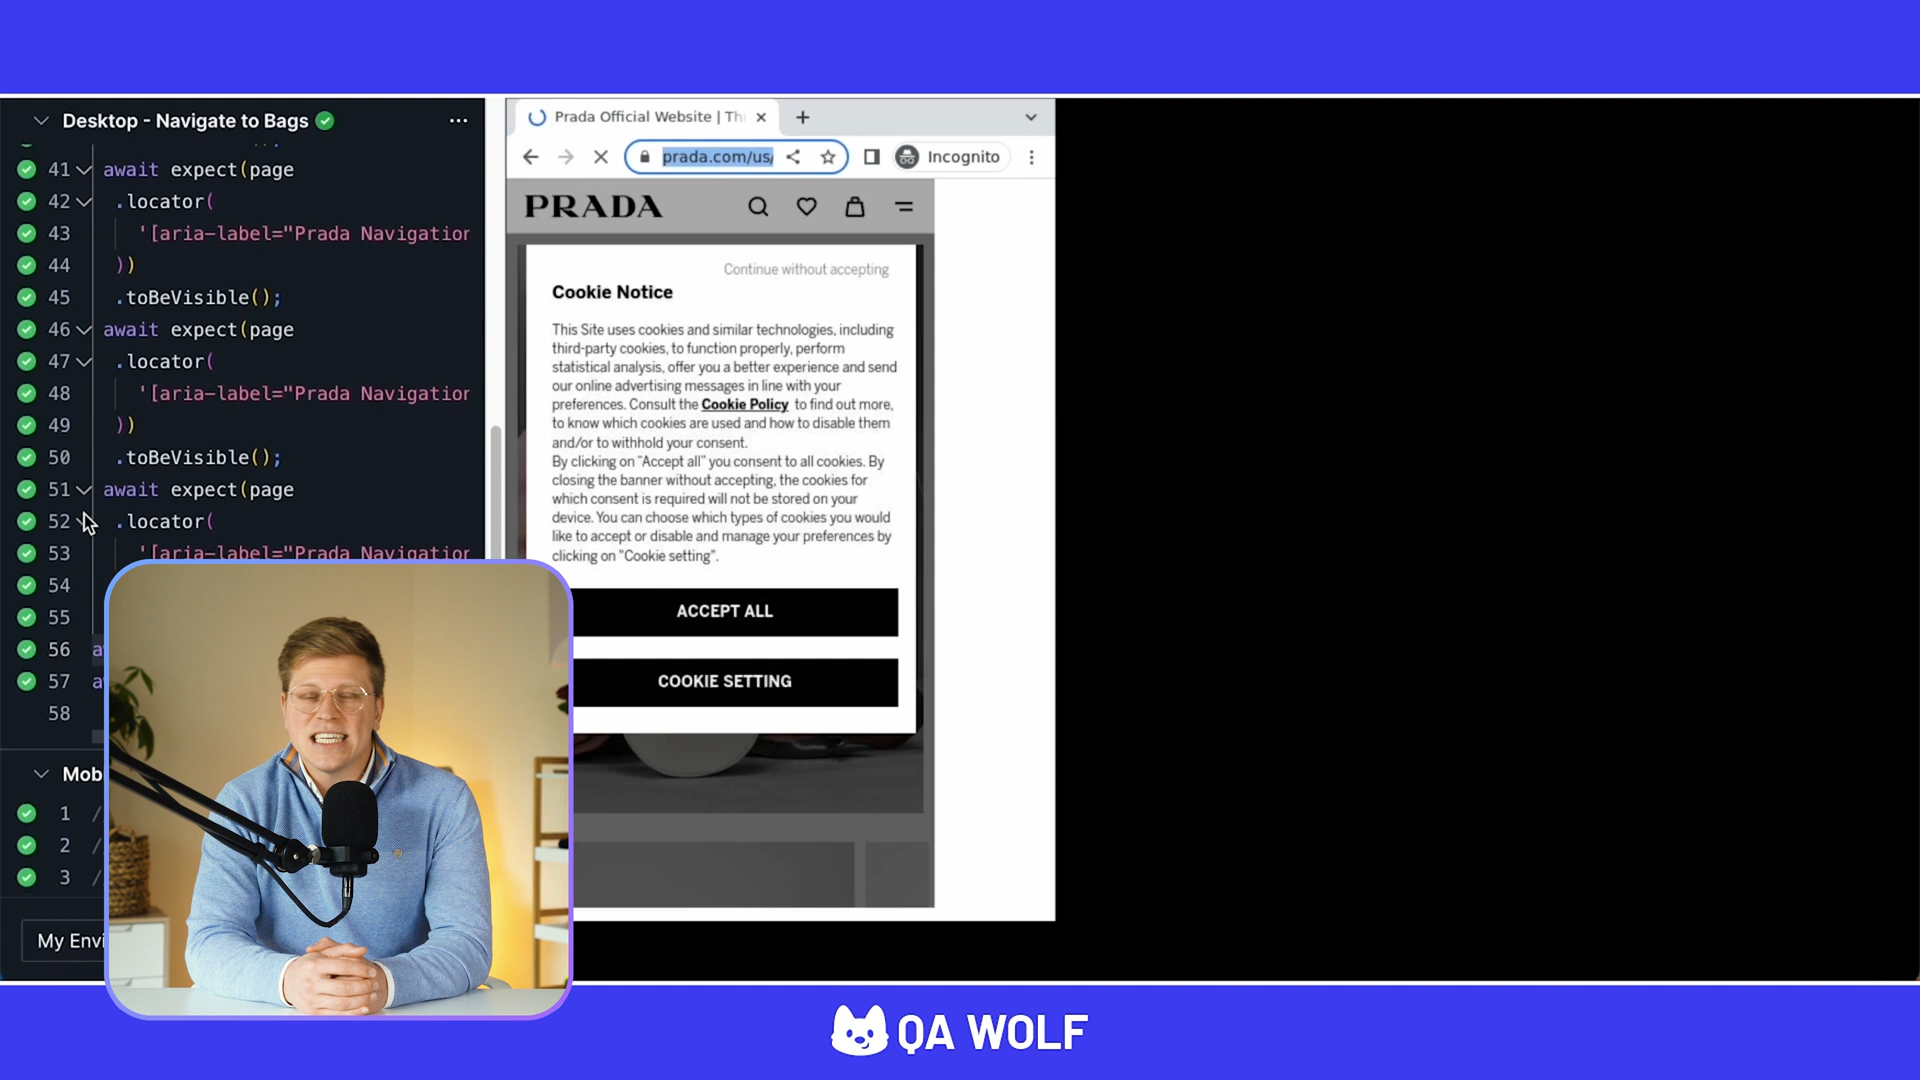 Desktop - Navigate to Bags
41 await expect(page
42 .locator(
43 '[aria-label="Prada Navigation
44 ))
45 .toBeVisible();
46 await expect(page
47 .locator(
48 '[aria-label="Prada Navigation
49 ))
50 .toBeVisible();
51 await expect(page
52 .locator(
53 '[aria-label="Prada Navigation
54
55
56 a
57 a
58
Mob
1 /
2 /
3 /
My Envi
Prada Official Website | Thi
prada.com/us/
Incognito
PRADA
Continue without accepting
Cookie Notice
This Site uses cookies and similar technologies, including
third-party cookies, to function properly, perform
statistical analysis, offer you a better experience and send
our online advertising messages in line with your
preferences. Consult the Cookie Policy to find out more,
to know which cookies are used and how to disable them
and/or to withhold your consent.
By clicking on "Accept all" you consent to all cookies. By
closing the banner without accepting, the cookies for
which consent is required will not be stored on your
device. You can choose which types of cookies you would
like to accept or disable and manage your preferences by
clicking on "Cookie setting".
ACCEPT ALL
COOKIE SETTING
QA WOLF